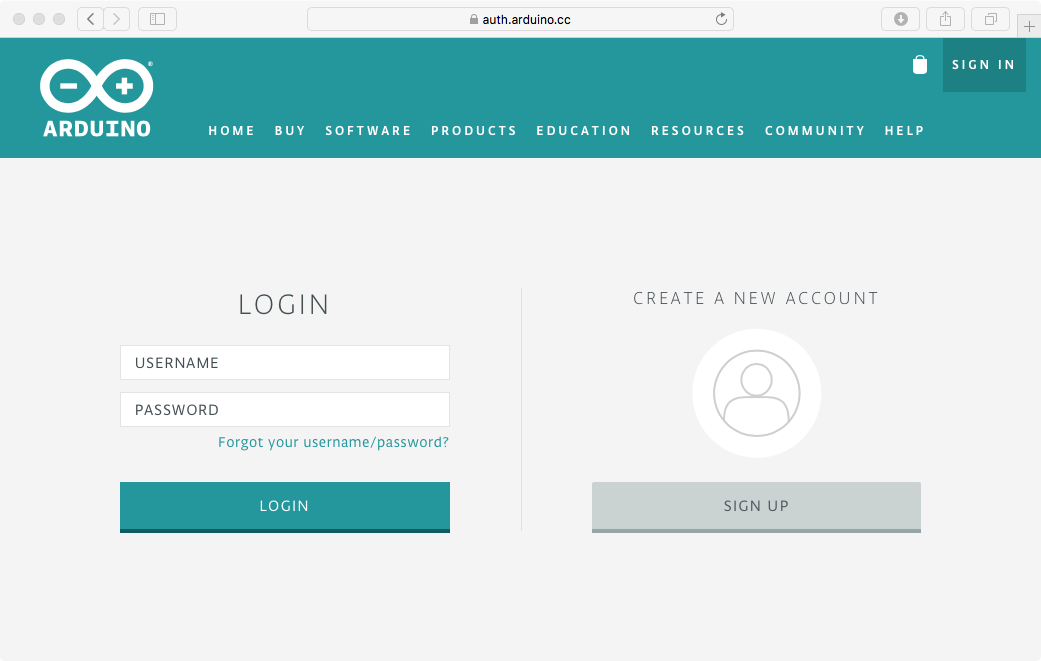 auth.arduino.cc
SIGN IN
ARDUINO
HOME BUY SOFTWARE PRODUCTS EDUCATION RESOURCES COMMUNITY HELP
LOGIN
USERNAME
PASSWORD
Forgot your username/password?
LOGIN
CREATE A NEW ACCOUNT
SIGN UP